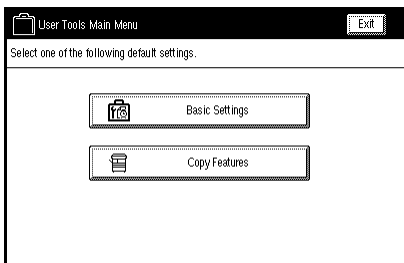 User Tools Main Menu
Exit
Select one of the following default settings.
Basic Settings
Copy Features